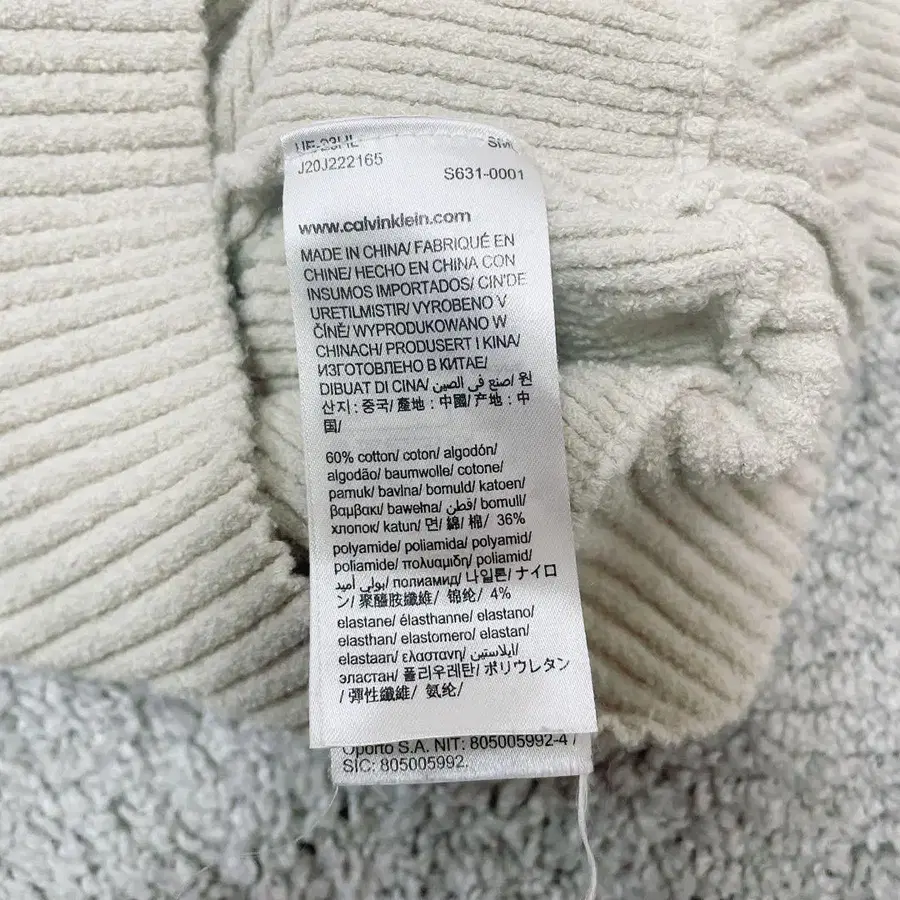 J20J222165
S631-0001
www.calvinklein.com
MADE IN CHINA/ FABRIQUÉ EN
CHINE/ HECHO EN CHINA CON
INSUMOS IMPORTADOS/ CIN'DE
URETILMISTIR/ VYROBENO V
ČÍNĚ/ WYPRODUKOWANO W
CHINACH/ PRODUSERT I KINA/
ИЗГОТОВЛЕНО В КИТАЕ/
DIBUAT DI CINA/ صنع في الصين/ 원
산지 : 중국/ 產地 : 中國/ 产地 : 中
国/
60% cotton/ coton/ algodón/
algodão/ baumwolle/ cotone/
pamuk/ bavlna/ bomuld/ katoen/
βαμβακι/ bawełna/ قطن/ bomull/
хлопок/ katun/ 면/ 綿/ 棉/ 36%
polyamide/ poliamida/ polyamid/
poliamide/ πολυαμιδη/ poliamid/
بولي أميد/ полиамид/ 나일론/ ナイロ
ン/ 聚醯胺纖維/ 锦纶/ 4%
elastane/ élasthanne/ elastano/
elasthan/ elastomero/ elastan/
elastaan/ ελαστανη/ ايلاستين/
эластан/ 폴리우레탄/ ポリウレタン
/ 彈性纖維/ 氨纶/
Oporto S.A. NIT: 805005992-4 /
SIC: 805005992.